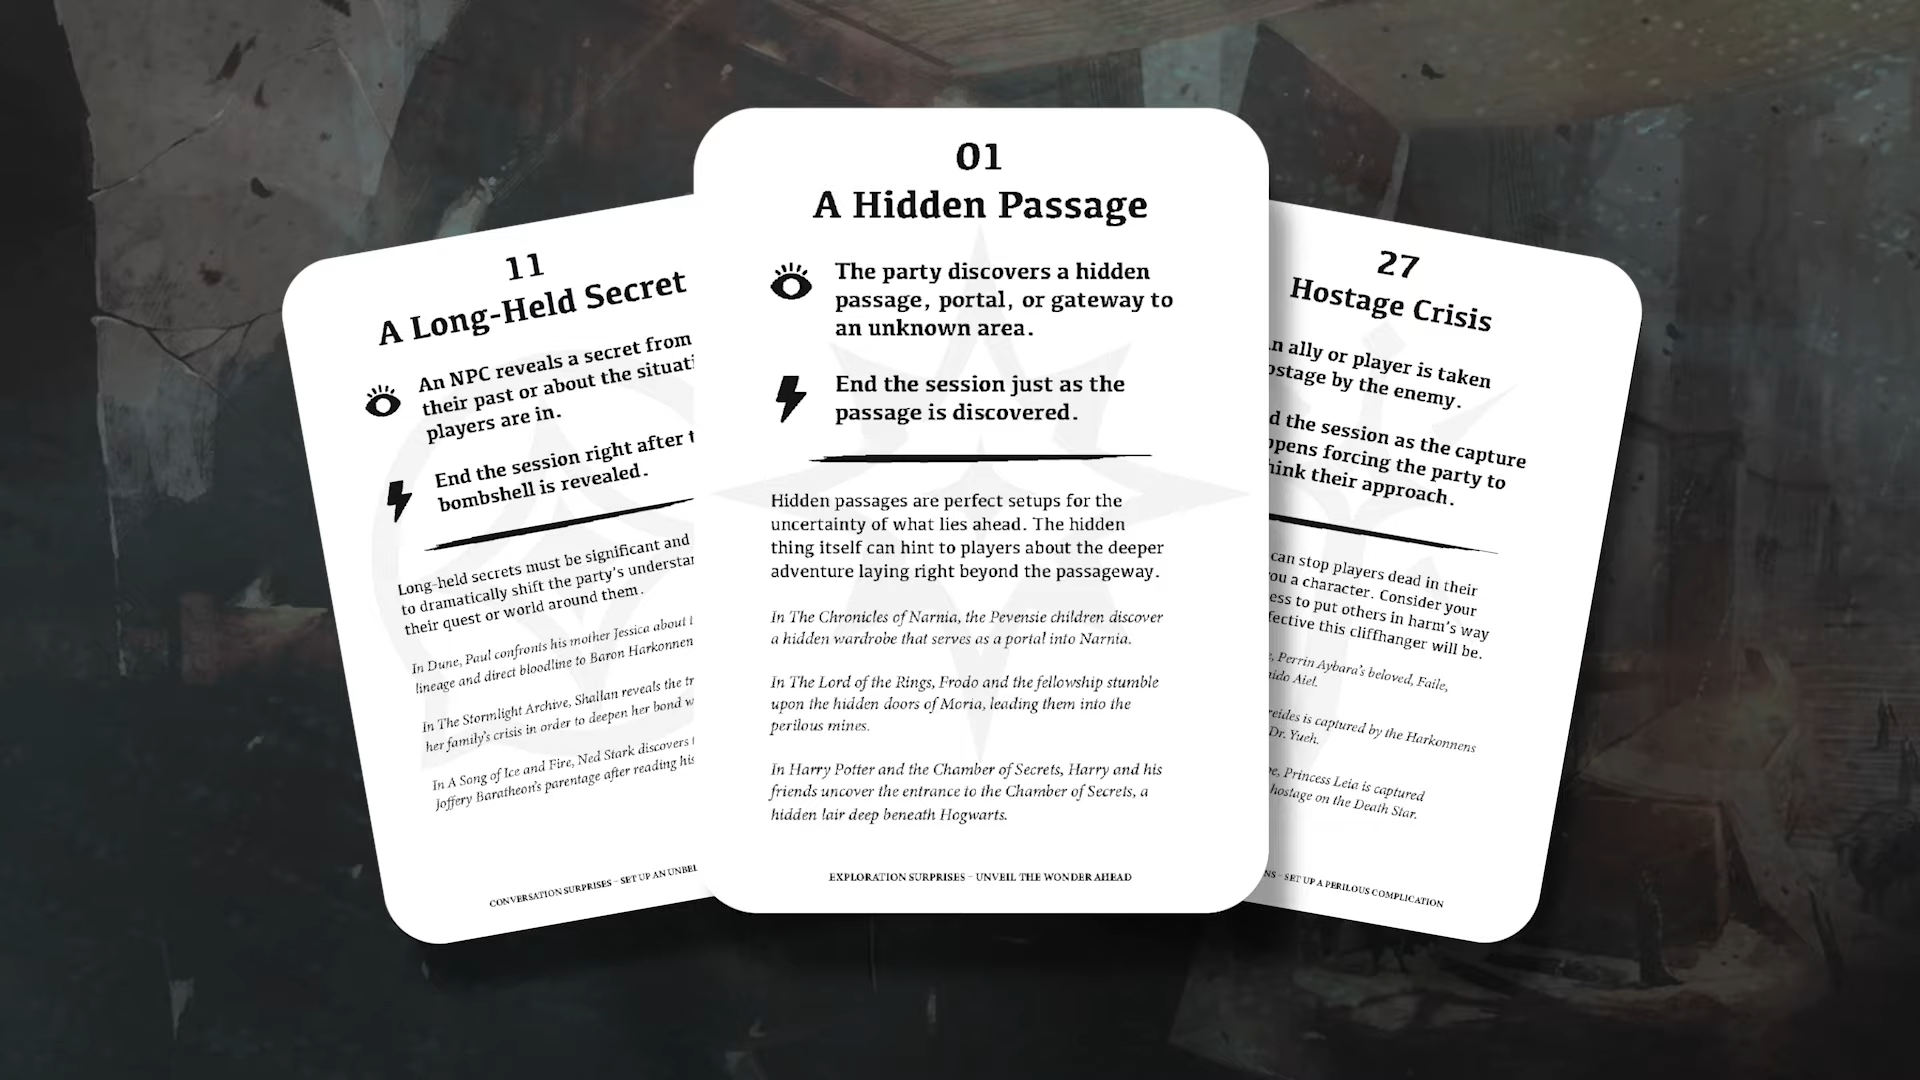 11
A Long-Held Secret
An NPC reveals a secret from
their past or about the
players are in.
End the session right after
bombshell is revealed.
Long-held secrets must be significant and
to dramatically shift the party's
their quest or world around them.
In Dune, Paul confronts his mother Jessica about
lineage and direct bloodline to Baron Harkonnen
In The Stormlight Archive, Shallan reveals the
her family's crisis in order to deepen her bond
In A Song of Ice and Fire, Ned Stark discovers
Joffery Baratheon's parentage after reading his
CONVERSATION SURPRISES – SET UP AN
01
A Hidden Passage
The party discovers a hidden
passage, portal, or gateway to
an unknown area.
End the session just as the
passage is discovered.
Hidden passages are perfect setups for the
uncertainty of what lies ahead. The hidden
thing itself can hint to players about the deeper
adventure laying right beyond the passageway.
In The Chronicles of Narnia, the Pevensie children discover
a hidden wardrobe that serves as a portal into Narnia.
In The Lord of the Rings, Frodo and the fellowship stumble
upon the hidden doors of Moria, leading them into the
perilous mines.
In Harry Potter and the Chamber of Secrets, Harry and his
friends uncover the entrance to the Chamber of Secrets, a
hidden lair deep beneath Hogwarts.
EXPLORATION SURPRISES – UNVEIL THE WONDER AHEAD
27
Hostage Crisis
ally or player is taken
by the enemy.
the session as the capture
forcing the party to
their approach.
can stop players dead in their
a character. Consider your
to put others in harm's way
this cliffhanger will be.
Perrin Aybara's beloved, Faile,
Aiel.
is captured by the Harkonnens
Dr. Yueh.
Princess Leia is captured
hostage on the Death Star.
– SET UP A PERILOUS COMPLICATION